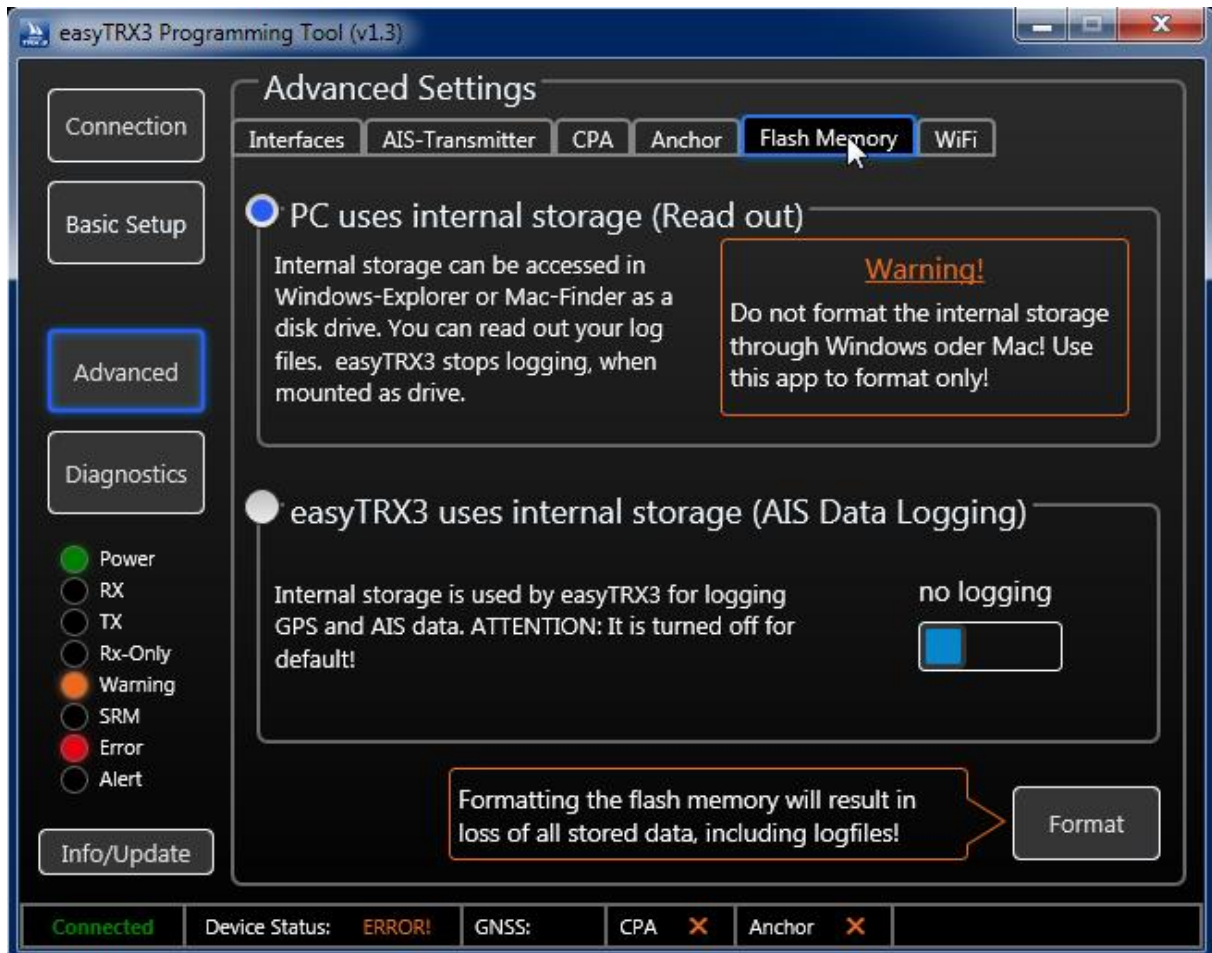 easyTRX3 Programming Tool (v1.3)
Connection
Basic Setup
Advanced
Diagnostics
Power
RX
TX
Rx-Only
Warning
SRM
Error
Alert
Info/Update
Advanced Settings
Interfaces AIS-Transmitter CPA Anchor Flash Memory WiFi
PC uses internal storage (Read out)
Internal storage can be accessed in
Windows-Explorer or Mac-Finder as a
disk drive. You can read out your log
files. easyTRX3 stops logging, when
mounted as drive.
Warning!
Do not format the internal storage
through Windows oder Mac! Use
this app to format only!
easyTRX3 uses internal storage (AIS Data Logging)
Internal storage is used by easyTRX3 for logging
GPS and AIS data. ATTENTION: It is turned off for
default!
no logging
Formatting the flash memory will result in
loss of all stored data, including logfiles!
Format
Connected Device Status: ERROR! GNSS: CPA Anchor